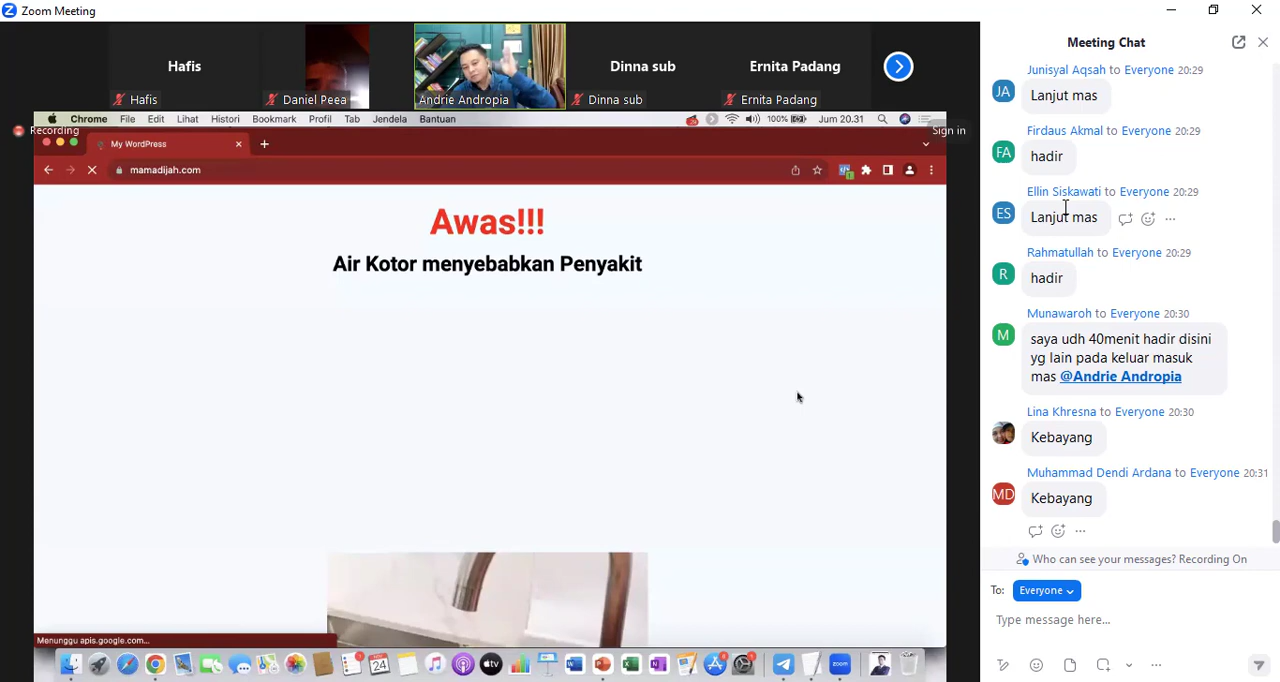 Zoom Meeting
Hafis
Dinna sub
Ernita Padang
Hafis
Daniel Peea
Andrie Andropia
Dinna sub
Ernita Padang
Recording
Chrome File Edit Lihat Histori Bookmark Profil Tab Jendela Bantuan
100%
Jum 20.31
Sign in
My WordPress
mamadijah.com
Awas!!!
Air Kotor menyebabkan Penyakit
Menunggu apis.google.com...
Meeting Chat
Junisyal Aqsah to Everyone 20:29
JA
Lanjut mas
Firdaus Akmal to Everyone 20:29
FA
hadir
Ellin Siskawati to Everyone 20:29
ES
Lanjut mas
Rahmatullah to Everyone 20:29
R
hadir
Munawaroh to Everyone 20:30
M
saya udh 40menit hadir disini
yg lain pada keluar masuk
mas @Andrie Andropia
Lina Khresna to Everyone 20:30
Kebayang
Muhammad Dendi Ardana to Everyone 20:31
MD
Kebayang
Who can see your messages? Recording On
To: Everyone
Type message here...